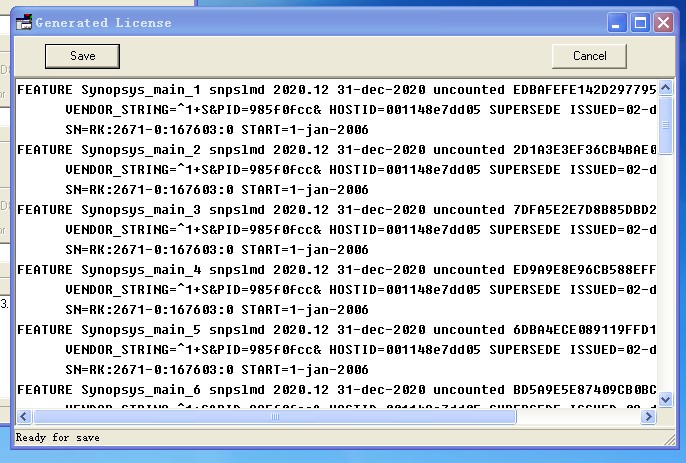 Generated License
Save
Cancel
FEATURE Synopsys_main_1 snpslmd 2020.12 31-dec-2020 uncounted EDBAFEFE142D297795
VENDOR_STRING=^1+S&PID=985f0fcc& HOSTID=001148e7dd05 SUPERSEDE ISSUED=02-d
SN=RK:2671-0:167603:0 START=1-jan-2006
FEATURE Synopsys_main_2 snpslmd 2020.12 31-dec-2020 uncounted 2D1A3E3EF36CB4BAE0
VENDOR_STRING=^1+S&PID=985f0fcc& HOSTID=001148e7dd05 SUPERSEDE ISSUED=02-d
SN=RK:2671-0:167603:0 START=1-jan-2006
FEATURE Synopsys_main_3 snpslmd 2020.12 31-dec-2020 uncounted 7DFA5E2E7D8B85DBD2
VENDOR_STRING=^1+S&PID=985f0fcc& HOSTID=001148e7dd05 SUPERSEDE ISSUED=02-d
SN=RK:2671-0:167603:0 START=1-jan-2006
FEATURE Synopsys_main_4 snpslmd 2020.12 31-dec-2020 uncounted ED9A9E8E96CB588EFF
VENDOR_STRING=^1+S&PID=985f0fcc& HOSTID=001148e7dd05 SUPERSEDE ISSUED=02-d
SN=RK:2671-0:167603:0 START=1-jan-2006
FEATURE Synopsys_main_5 snpslmd 2020.12 31-dec-2020 uncounted 6DBA4ECE089119FFD1
VENDOR_STRING=^1+S&PID=985f0fcc& HOSTID=001148e7dd05 SUPERSEDE ISSUED=02-d
SN=RK:2671-0:167603:0 START=1-jan-2006
FEATURE Synopsys_main_6 snpslmd 2020.12 31-dec-2020 uncounted BD5A9E5E87409CB0BC
Ready for save